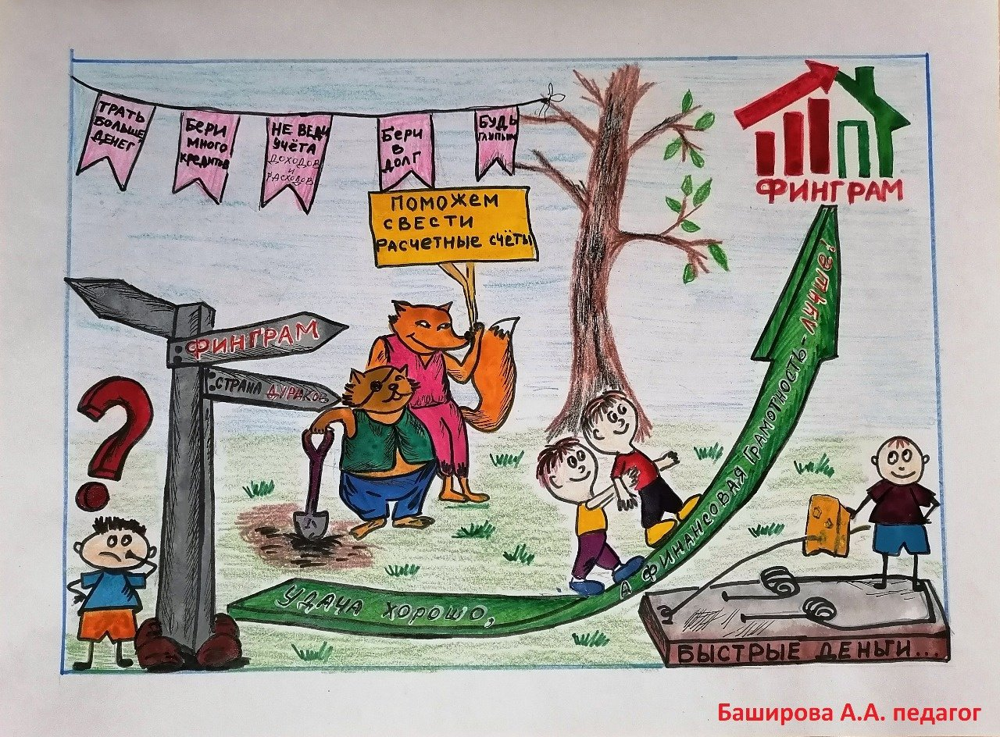 ТРАТЬ
БОЛЬШЕ
ДЕНЕГ
БЕРИ
МНОГО
КРЕДИТОВ
НЕ ВЕДИ
УЧЁТА
ДОХОДОВ
И
РАСХОДОВ
БЕРИ
В
ДОЛГ
БУДЬ
ГЛУПЫМ
ПОМОЖЕМ
СВЕСТИ
РАСЧЕТНЫЕ СЧЁТЫ
ФИНГРАМ
ФИНГРАМ
СТРАНА ДУРАКОВ
?
УДАЧА ХОРОШО,
А ФИНАНСОВАЯ ГРАМОТНОСТЬ - ЛУЧШЕ!
БЫСТРЫЕ ДЕНЬГИ...
Баширова А.А. педагог